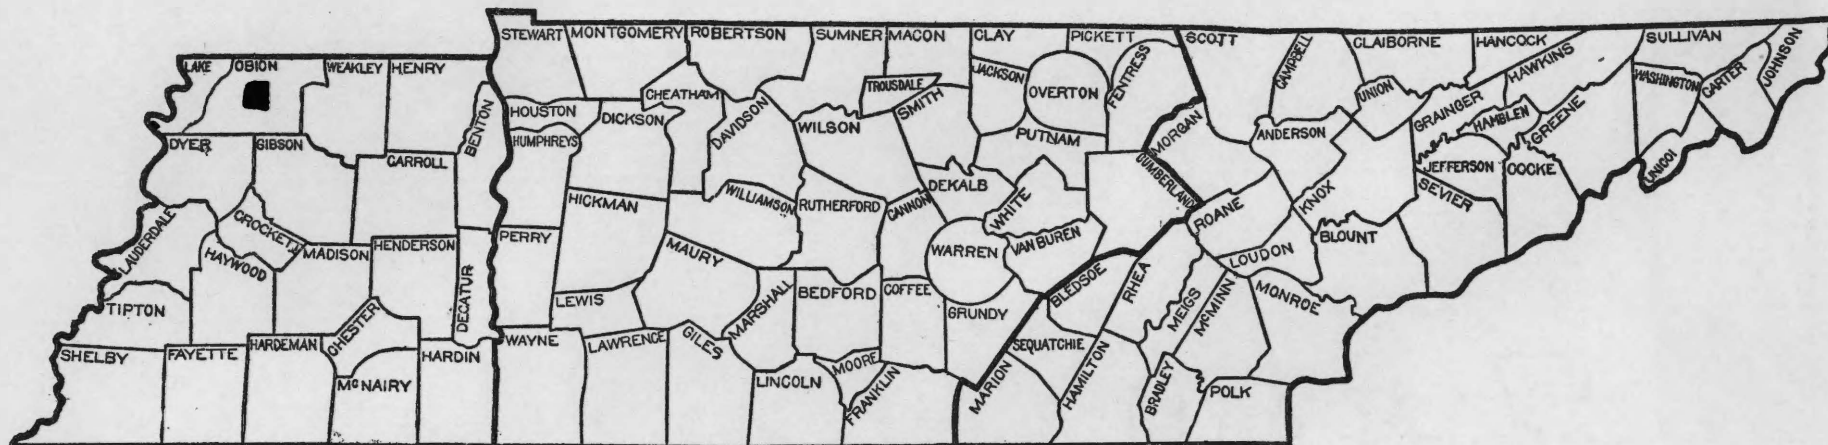 STEWART
MONTGOMERY
ROBERTSON
SUMNER
MACON
CLAY
PICKETT
SCOTT
CAMPBELL
CLAIBORNE
HANCOCK
HAWKINS
SULLIVAN
WASHINGTON
CARTER
JOHNSON
LAKE
OBION
WEAKLEY
HENRY
BENTON
HOUSTON
HUMPHREYS
DICKSON
CHEATHAM
DAVIDSON
WILSON
TROUSDALE
SMITH
JACKSON
OVERTON
FENTRESS
PUTNAM
MORGAN
CUMBERLAND
ANDERSON
UNION
GRAINGER
HAMBLEN
GREENE
UNICOI
DYER
GIBSON
CARROLL
HICKMAN
WILLIAMSON
RUTHERFORD
CANNON
DEKALB
WHITE
VAN BUREN
WARREN
ROANE
KNOX
LOUDON
BLOUNT
JEFFERSON
SEVIER
COCKE
LAUDERDALE
CROCKETT
HAYWOOD
MADISON
HENDERSON
DECATUR
PERRY
LEWIS
MAURY
MARSHALL
BEDFORD
COFFEE
GRUNDY
BLEDSOE
RHEA
MEIGS
MCMINN
MONROE
TIPTON
SHELBY
FAYETTE
HARDEMAN
CHESTER
MCNAIRY
HARDIN
WAYNE
LAWRENCE
GILES
LINCOLN
MOORE
FRANKLIN
MARION
SEQUATCHIE
HAMILTON
BRADLEY
POLK